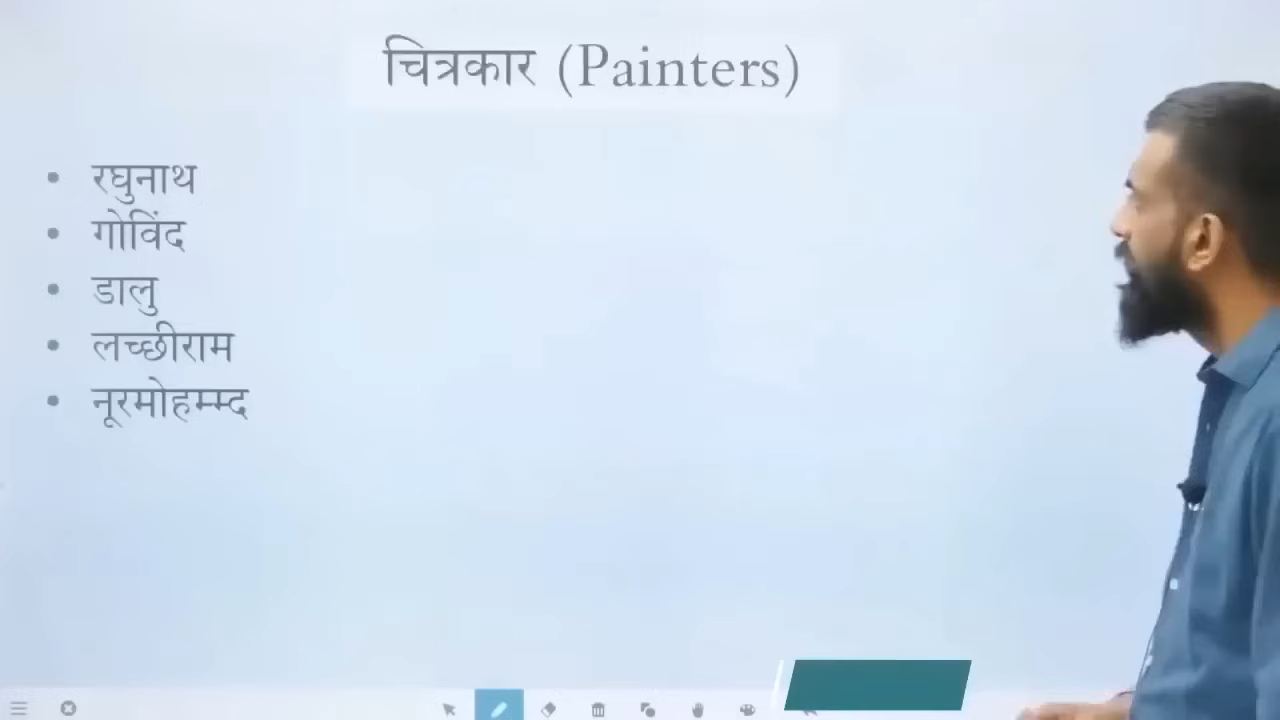 चित्रकार (Painters)
• रघुनाथ
• गोविंद
• डालु
• लच्छीराम
• नूरमोहम्म्द